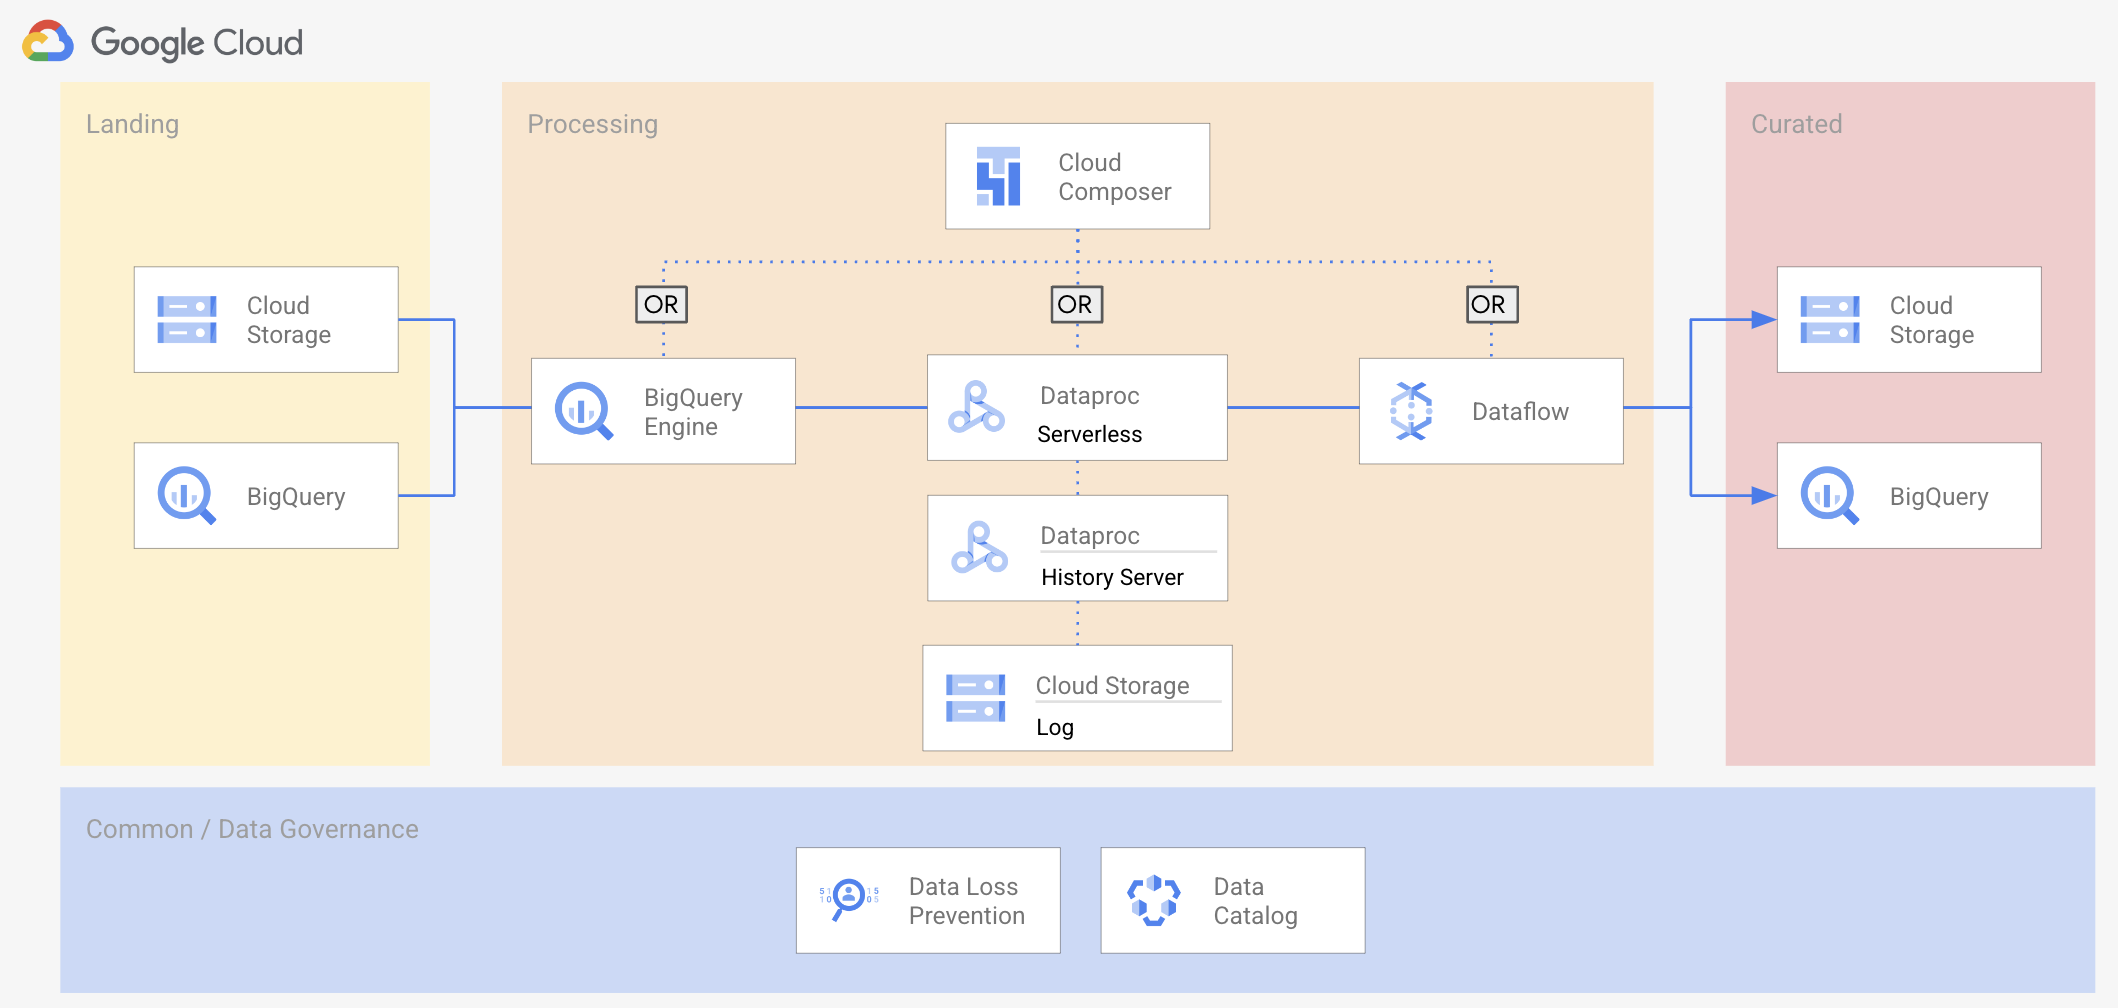 Google Cloud
Landing
Processing
Curated
Cloud
Composer
OR
OR
OR
Cloud
Storage
BigQuery
BigQuery
Engine
Dataproc
Serverless
Dataflow
Dataproc
History Server
Cloud Storage
Log
Cloud
Storage
BigQuery
Common / Data Governance
Data Loss
Prevention
Data
Catalog